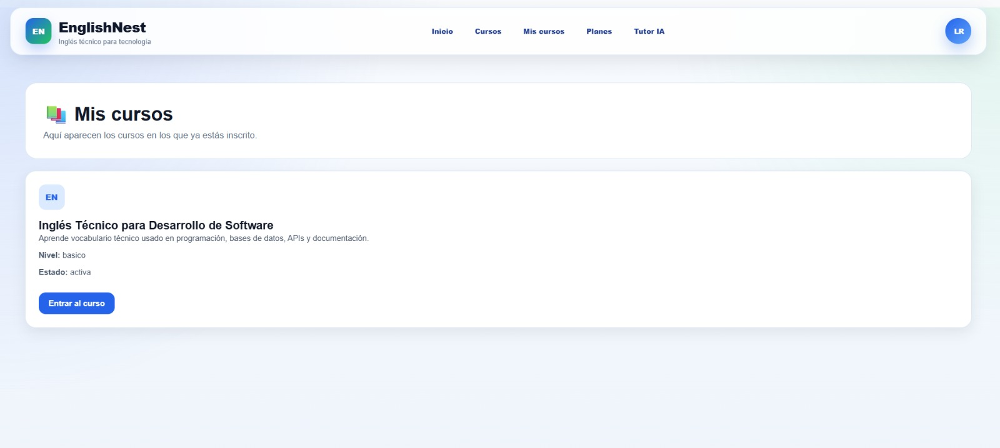 EN
EnglishNest
Inglés técnico para tecnología
Inicio
Cursos
Mis cursos
Planes
Tutor IA
LR
Mis cursos
Aquí aparecen los cursos en los que ya estás inscrito.
EN
Inglés Técnico para Desarrollo de Software
Aprende vocabulario técnico usado en programación, bases de datos, APIs y documentación.
Nivel: basico
Estado: activa
Entrar al curso